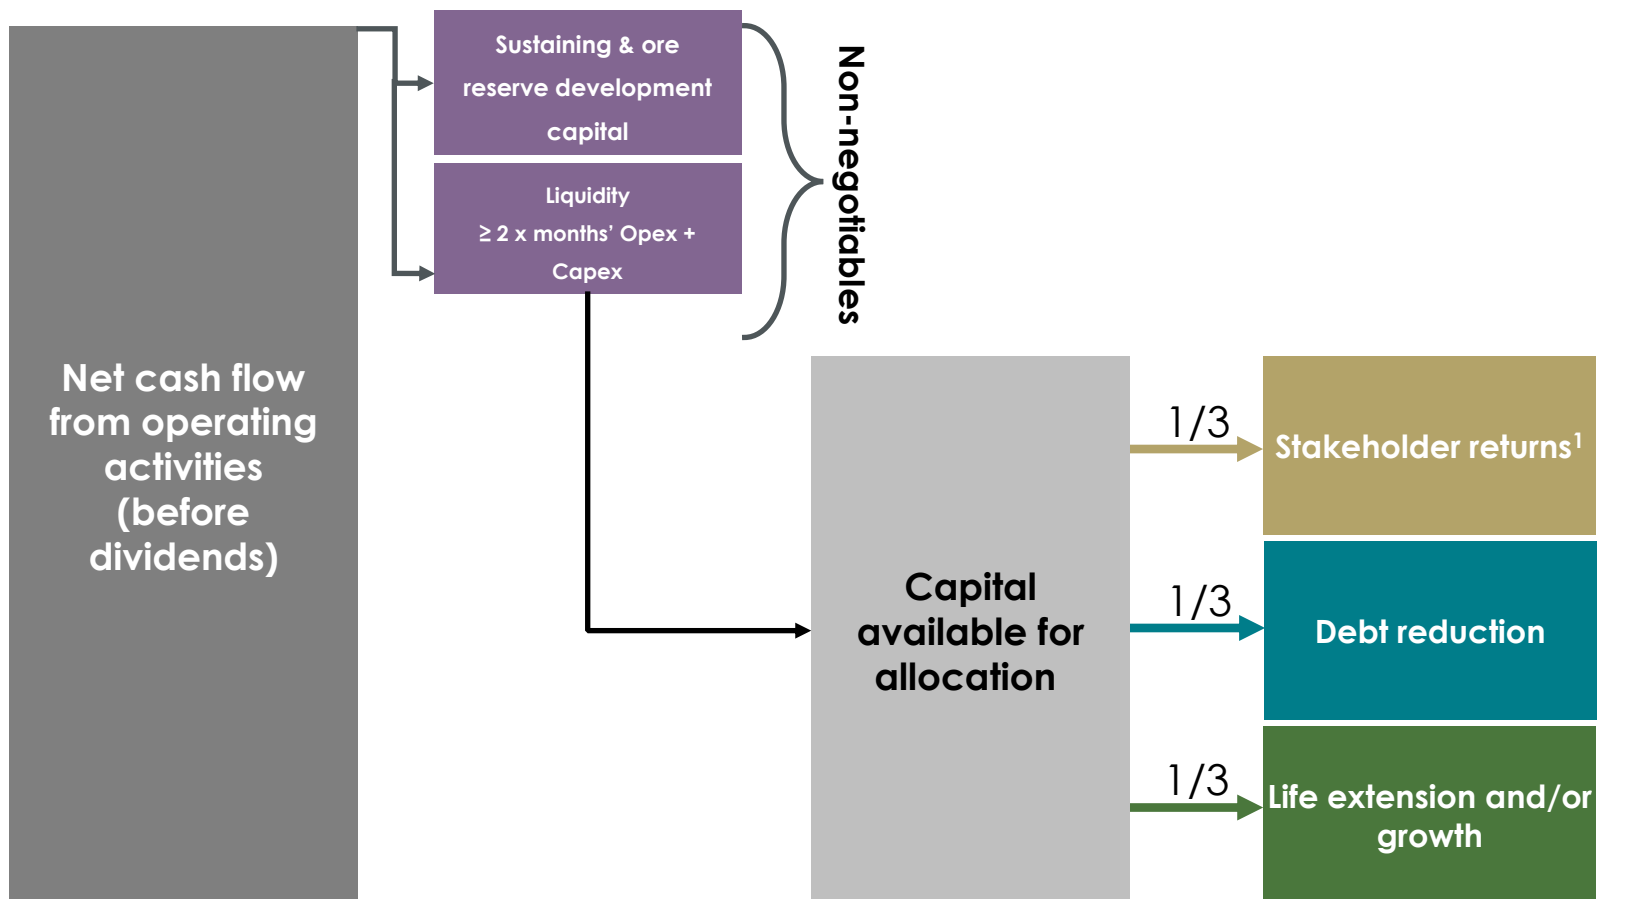 Net cash flow
from operating
activities
(before
dividends)
Sustaining & ore
reserve development
capital
Liquidity
≥ 2 x months’ Opex +
Capex
Non-negotiables
Capital
available for
allocation
1/3
Stakeholder returns¹
1/3
Debt reduction
1/3
Life extension and/or
growth